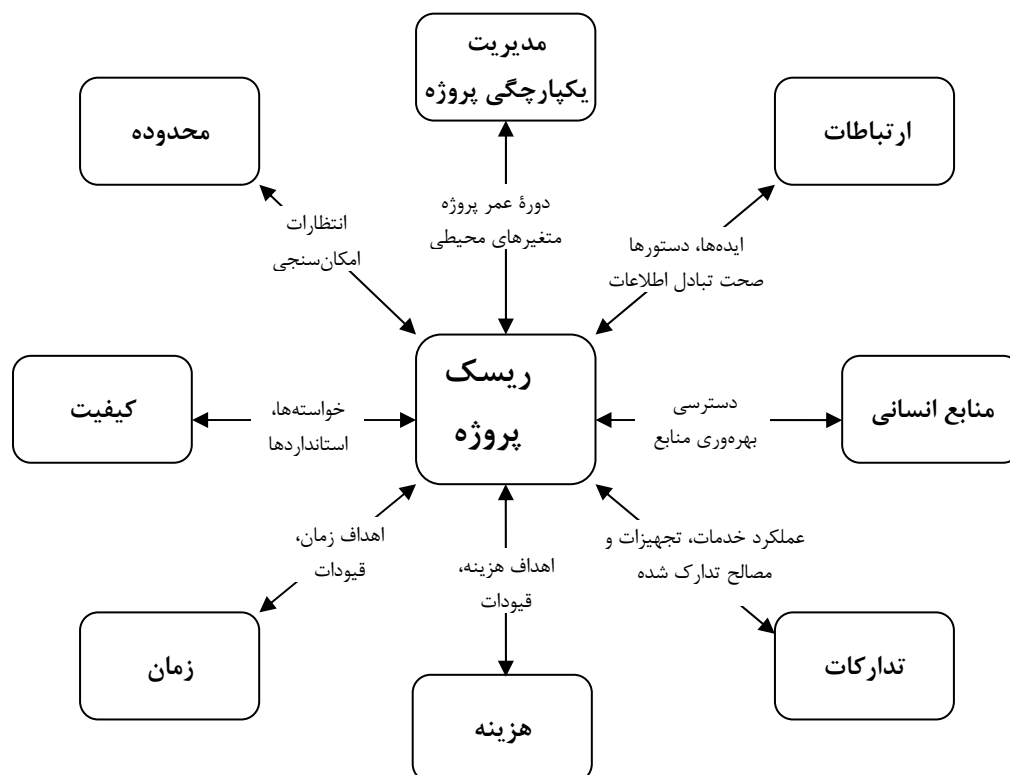 مدیریت
یکپارچگی پروژه
ارتباطات
محدوده
دورهٔ عمر پروژه
متغیرهای محیطی
ایده‌ها، دستورها
صحت تبادل اطلاعات
انتظارات
امکان‌سنجی
ریسک
پروژه
منابع انسانی
دسترسی
بهره‌وری منابع
خواسته‌ها،
استانداردها
کیفیت
عملکرد خدمات، تجهیزات و
مصالح تدارک شده
اهداف هزینه،
قیودات
اهداف زمان،
قیودات
تدارکات
هزینه
زمان